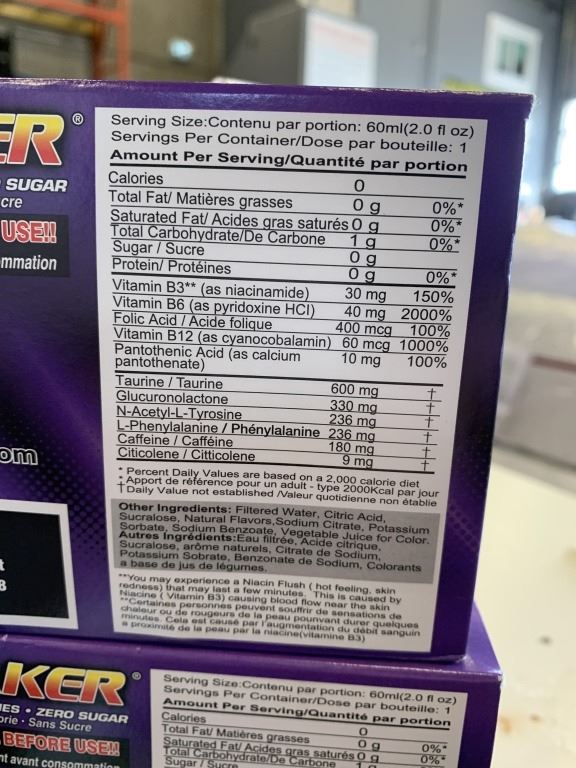 ER®
SUGAR
cre
USE!!
mmation
om
Serving Size:Contenu par portion: 60ml(2.0 fl oz)
Servings Per Container/Dose par bouteille: 1
Amount Per Serving/Quantité par portion
Calories 0
Total Fat/ Matières grasses 0 g 0%*
Saturated Fat/ Acides gras saturés 0 g 0%*
Total Carbohydrate/De Carbone 1 g 0%*
Sugar / Sucre 0 g
Protein/ Protéines 0 g 0%*
Vitamin B3** (as niacinamide) 30 mg 150%
Vitamin B6 (as pyridoxine HCI) 40 mg 2000%
Folic Acid / Acide folique 400 mcg 100%
Vitamin B12 (as cyanocobalamin) 60 mcg 1000%
Pantothenic Acid (as calcium 10 mg 100%
pantothenate)
Taurine / Taurine 600 mg †
Glucuronolactone 330 mg †
N-Acetyl-L-Tyrosine 236 mg †
L-Phenylalanine / Phénylalanine 236 mg †
Caffeine / Caféine 180 mg †
Citicolene / Citticolene 9 mg †
* Percent Daily Values are based on a 2,000 calorie diet
* Apport de référence pour un adult - type 2000Kcal par jour
† Daily Value not established /Valeur quotidienne non établie
Other Ingredients: Filtered Water, Citric Acid,
Sucralose, Natural Flavors,Sodium Citrate, Potassium
Sorbate, Sodium Benzoate, Vegetable Juice for Color.
Autres Ingrédients:Eau filtrée, Acide citrique,
Sucralose, arôme naturels, Citrate de Sodium,
Potassium Sobrate, Benzonate de Sodium, Colorants
a base de jus de légumes.
**You may experience a Niacin Flush ( hot feeling, skin
redness) that may last a few minutes. This is caused by
Niacine ( Vitamin B3) causing blood flow near the skin
**Certaines personnes peuvent souffrir de sensations de
chaleur ou de rougeurs de la peau pounvant durer quelques
minutes. Cela est causé par l'augmentation du débit sanguin
a proximité de la peau par la niacine(vitamine B3)
KER®
IES • ZERO SUGAR
orie · Sans Sucre
BEFORE USE!!
nt avant consommation
Serving Size:Contenu par portion: 60ml(2.0 fl oz)
Servings Per Container/Dose par bouteille: 1
Amount Per Serving/Quantité par portion
Calories 0
Total Fat/ Matières grasses 0 g 0%*
Saturated Fat/ Acides gras saturés 0 g 0%*
Total Carbohydrate/De Carbone 1 g
Sugar / Sucre